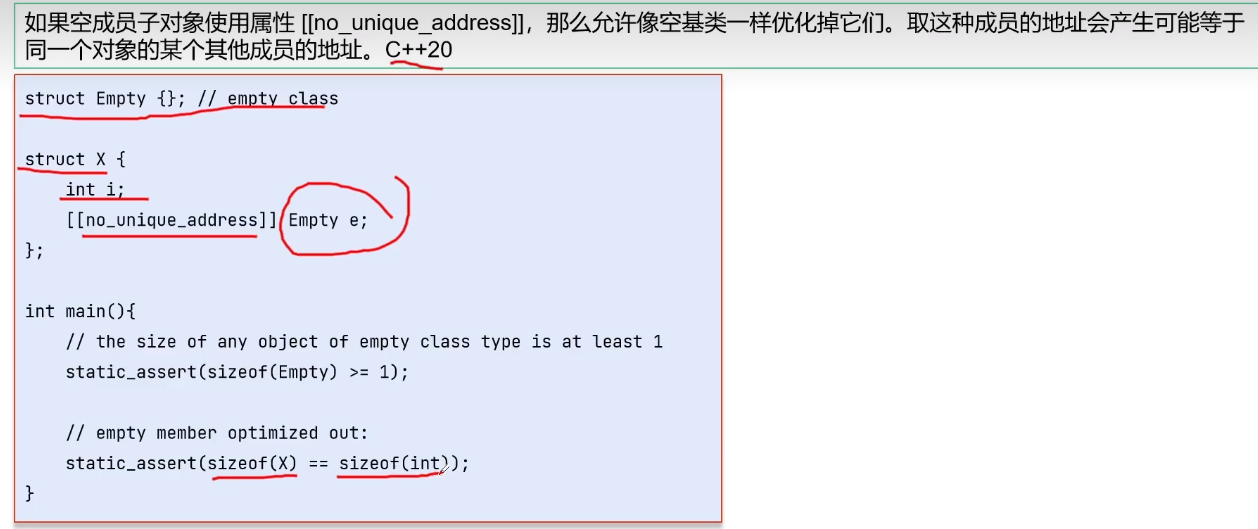 如果空成员子对象使用属性 [[no_unique_address]]，那么允许像空基类一样优化掉它们。取这种成员的地址会产生可能等于
同一个对象的某个其他成员的地址。C++20
struct Empty {}; // empty class
struct X {
int i;
[[no_unique_address]] Empty e;
};
int main(){
// the size of any object of empty class type is at least 1
static_assert(sizeof(Empty) >= 1);
// empty member optimized out:
static_assert(sizeof(X) == sizeof(int));
}